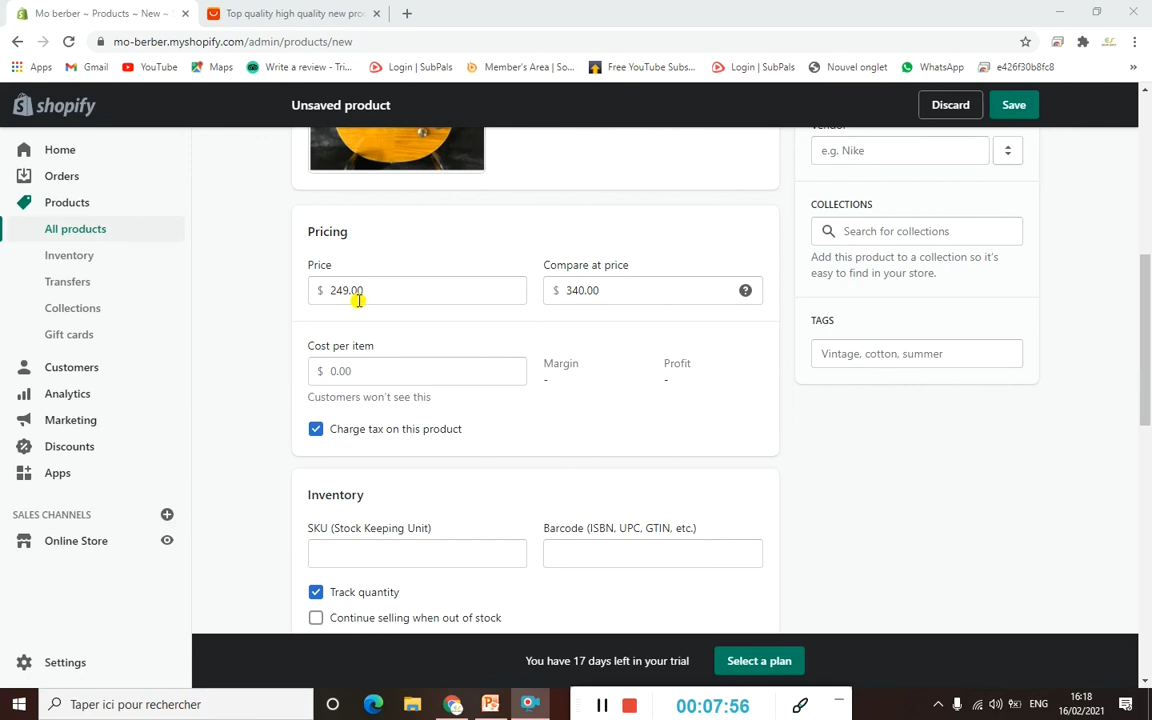 Mo berber ~ Products ~ New ~
Top quality high quality new pro
mo-berber.myshopify.com/admin/products/new
Apps
Gmail
YouTube
Maps
Write a review - Tri...
Login | SubPals
Member's Area | So...
Free YouTube Subs...
Login | SubPals
Nouvel onglet
WhatsApp
e426f30b8fc8
shopify
Unsaved product
Discard
Save
Home
Orders
Products
All products
Inventory
Transfers
Collections
Gift cards
Customers
Analytics
Marketing
Discounts
Apps
SALES CHANNELS
Online Store
Settings
Pricing
Price
Compare at price
$ 249.00
$ 340.00
Cost per item
$ 0.00
Margin
-
Profit
-
Customers won't see this
Charge tax on this product
Inventory
SKU (Stock Keeping Unit)
Barcode (ISBN, UPC, GTIN, etc.)
Track quantity
Continue selling when out of stock
Vendor
e.g. Nike
COLLECTIONS
Search for collections
Add this product to a collection so it's
easy to find in your store.
TAGS
Vintage, cotton, summer
You have 17 days left in your trial
Select a plan
Taper ici pour rechercher
00:07:56
ENG
16:18
16/02/2021